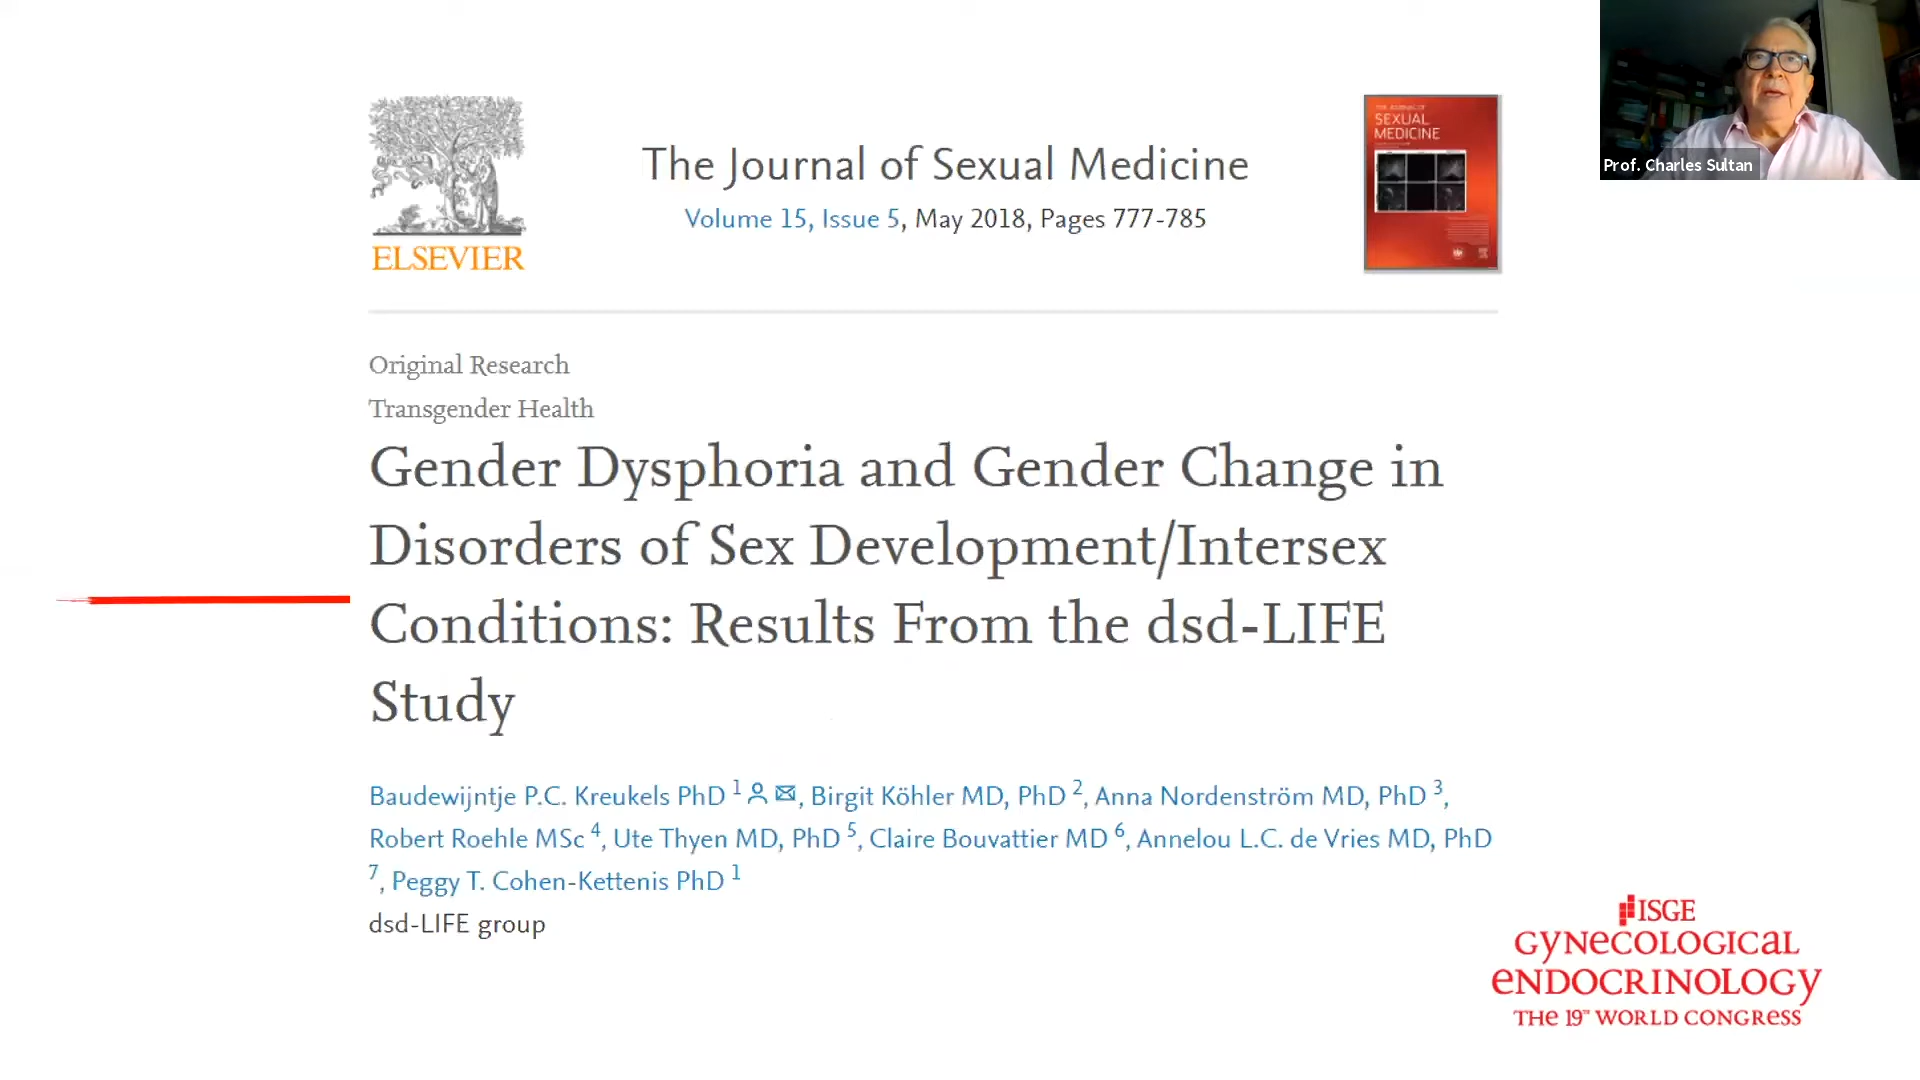 ELSEVIER
The Journal of Sexual Medicine
Volume 15, Issue 5, May 2018, Pages 777-785
THE JOURNAL OF
SEXUAL
MEDICINE
Prof. Charles Sultan
Original Research
Transgender Health
Gender Dysphoria and Gender Change in
Disorders of Sex Development/Intersex
Conditions: Results From the dsd-LIFE
Study
Baudewijntje P.C. Kreukels PhD 1, Birgit Köhler MD, PhD 2, Anna Nordenström MD, PhD 3,
Robert Roehle MSc 4, Ute Thyen MD, PhD 5, Claire Bouvattier MD 6, Annelou L.C. de Vries MD, PhD
7, Peggy T. Cohen-Kettenis PhD 1
dsd-LIFE group
ISGE
GYNeCOLOGICaL
eNDOCRINOLOGY
THe 19TH WORLD CONGReSS